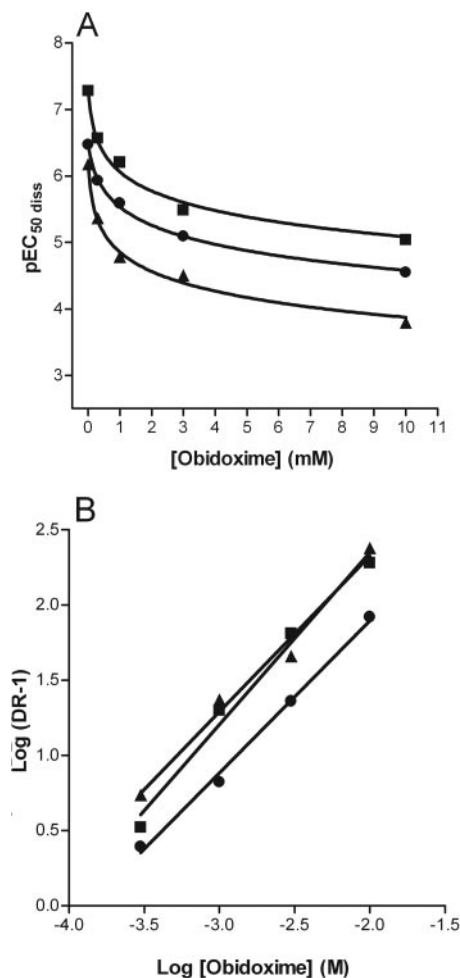 A
8
7
6
5
4
3
pEC50 diss
0 1 2 3 4 5 6 7 8 9 10 11
[Obidoxime] (mM)
B
2.5
2.0
1.5
1.0
0.5
0.0
Log (DR-1)
-4.0 -3.5 -3.0 -2.5 -2.0 -1.5
Log [Obidoxime] (M)